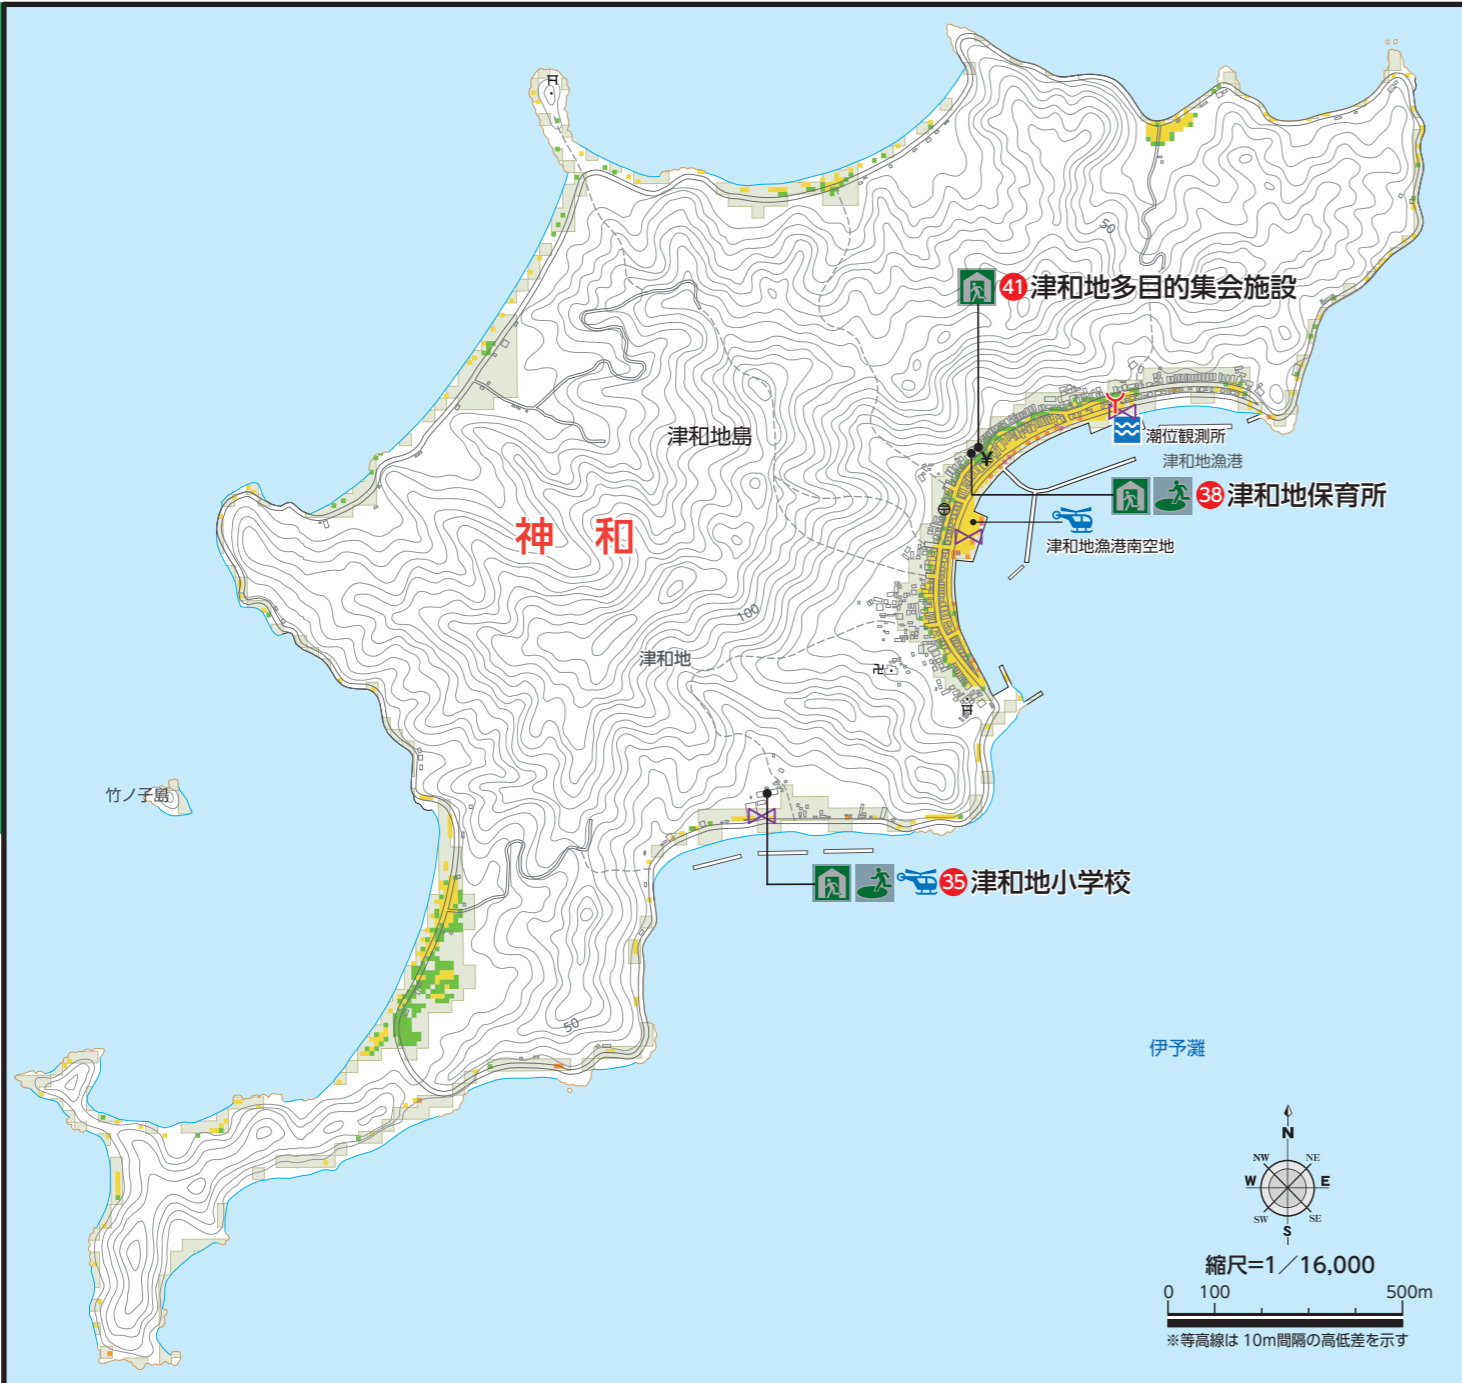 50
41 津和地多目的集会施設
津和地島
潮位観測所
津和地漁港
¥
38 津和地保育所
神 和
津和地漁港南空地
100
津和地
卍
竹ノ子島
35 津和地小学校
50
伊予灘
N
NW NE
W E
SW SE
S
縮尺=1/16,000
0 100 500m
※等高線は 10m間隔の高低差を示す